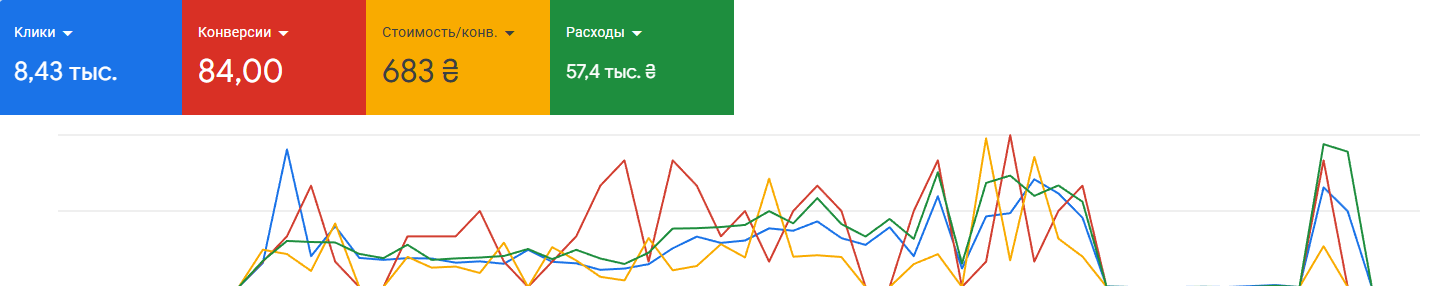 Клики
Конверсии
Стоимость/конв.
Расходы
8,43 тыс.
84,00
683 ₴
57,4 тыс. ₴